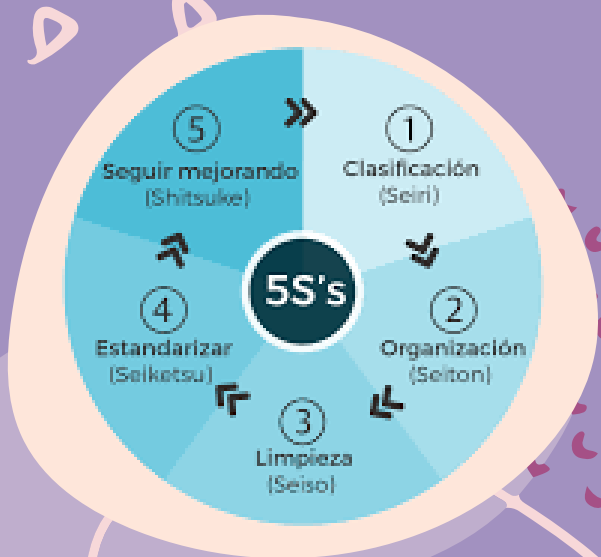 5S's
1
Clasificación
(Seiri)
2
Organización
(Seiton)
3
Limpieza
(Seiso)
4
Estandarizar
(Seiketsu)
5
Seguir mejorando
(Shitsuke)